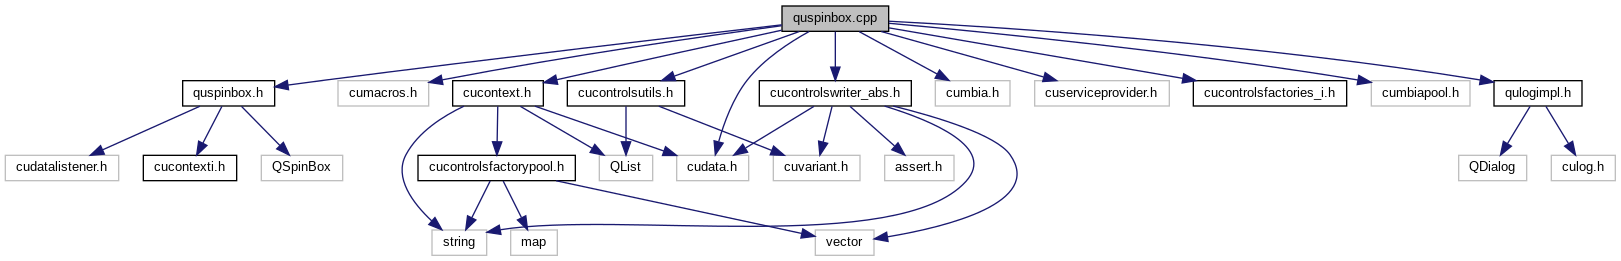 quspinbox.cpp
quspinbox.h
cumacros.h
cucontext.h
cucontrolsutils.h
cucontrolswriter_abs.h
cumbia.h
cuserviceprovider.h
cucontrolsfactories_i.h
cumbiapool.h
qulogimpl.h
cudatalistener.h
cucontexti.h
QSpinBox
cucontrolsfactorypool.h
QList
cudata.h
cuvariant.h
assert.h
QDialog
culog.h
string
map
vector